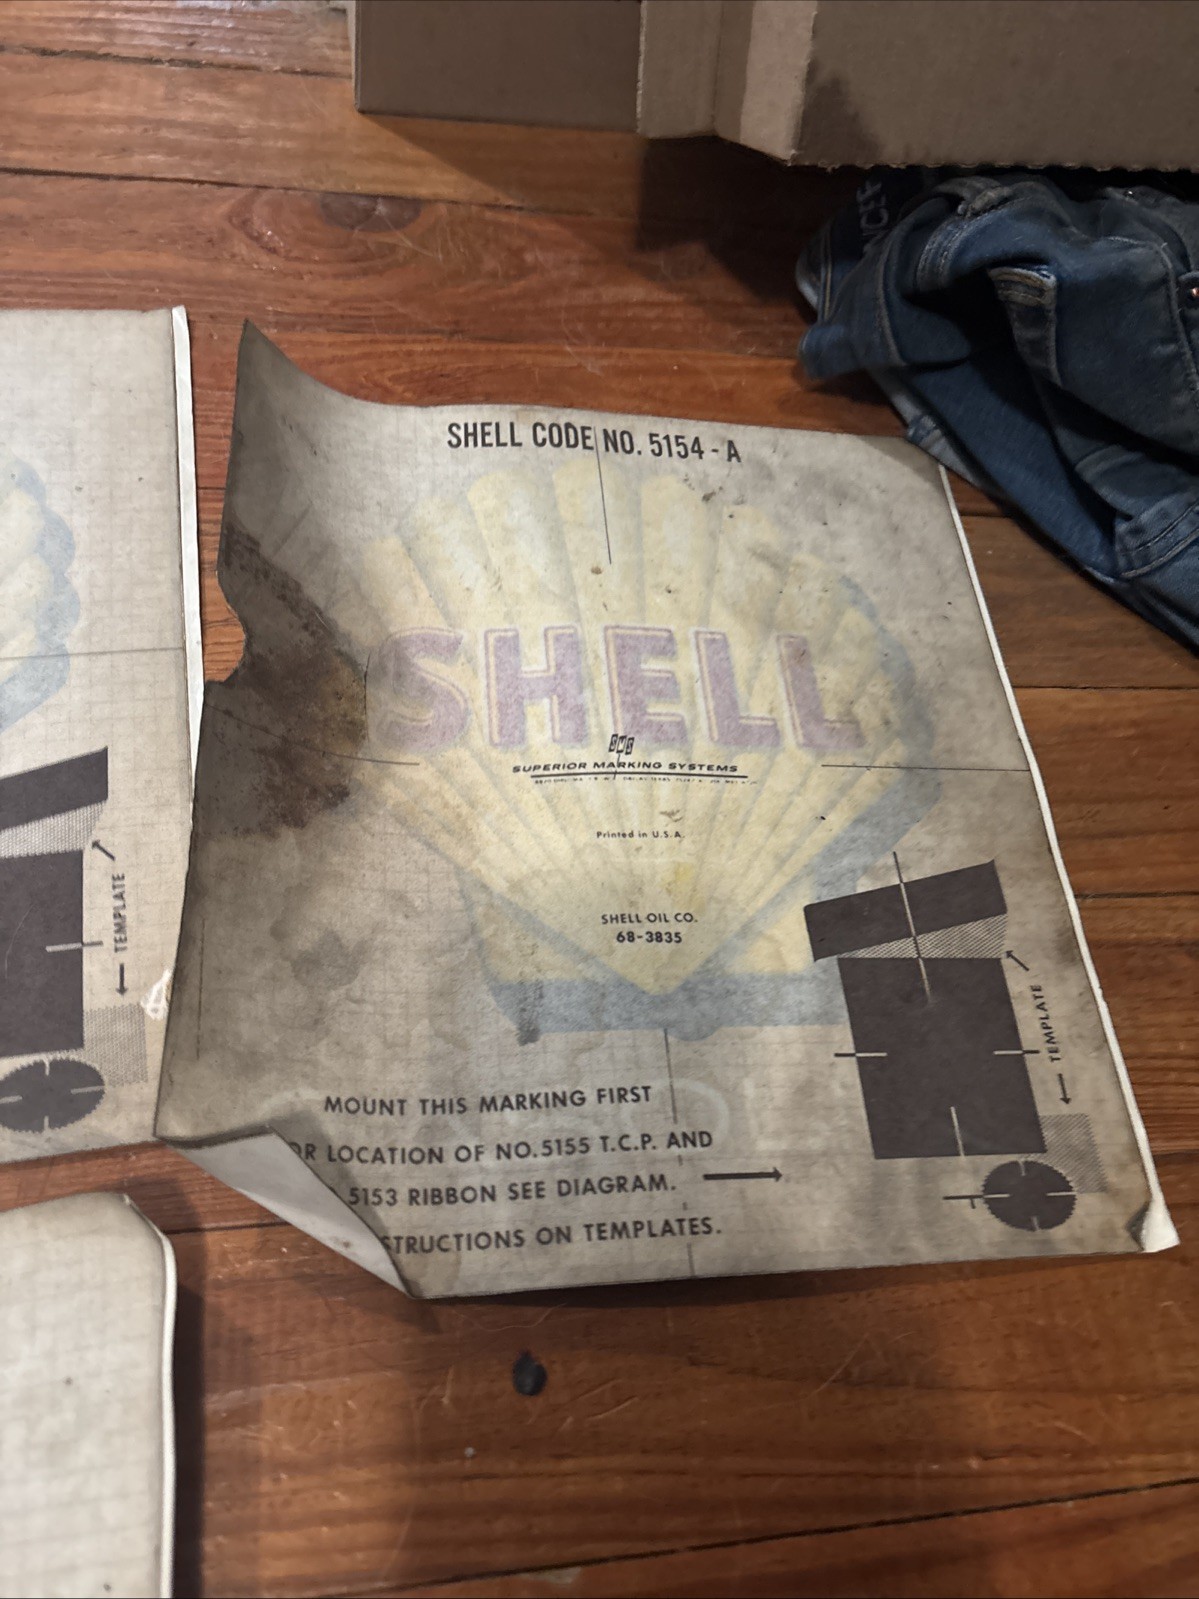 SHELL CODE NO. 5154-A
SHELL
SMS
SUPERIOR MARKING SYSTEMS
Printed in U.S.A.
SHELL OIL CO.
68-3835
TEMPLATE
TEMPLATE
MOUNT THIS MARKING FIRST
LOCATION OF NO.5155 T.C.P. AND
5153 RIBBON SEE DIAGRAM.
STRUCTIONS ON TEMPLATES.